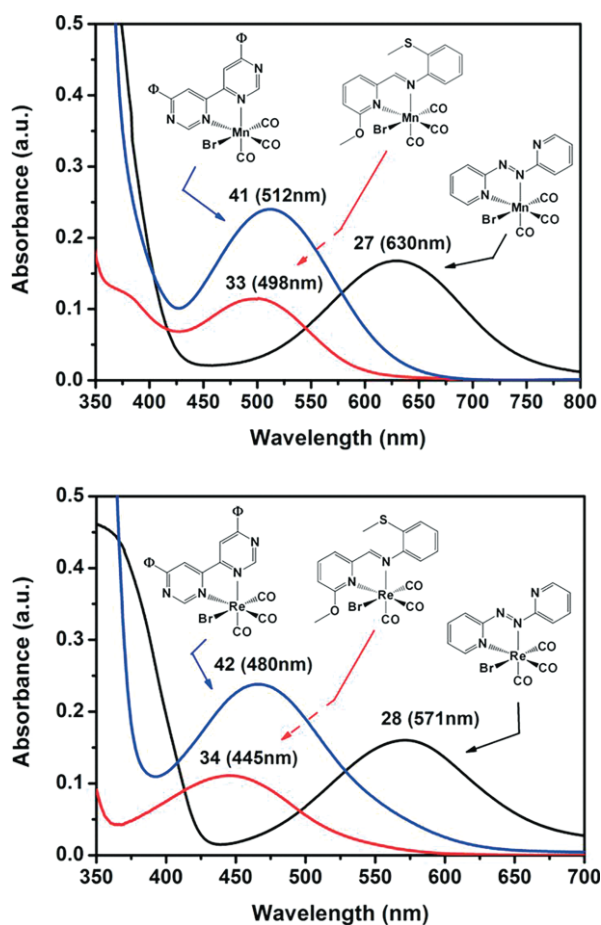 0.5
0.4
0.3
0.2
0.1
0.0
Absorbance (a.u.)
Φ
Φ
N
N
N
N
Mn
Br
CO
CO
CO
S
N
N
O
Mn
Br
CO
CO
CO
N
N=N
N
Mn
Br
CO
CO
CO
41 (512nm)
33 (498nm)
27 (630nm)
350 400 450 500 550 600 650 700 750 800
Wavelength (nm)
0.5
0.4
0.3
0.2
0.1
0.0
Absorbance (a.u.)
Φ
Φ
N
N
N
N
Re
Br
CO
CO
CO
S
N
N
O
Re
Br
CO
CO
CO
N
N=N
N
Re
Br
CO
CO
CO
42 (480nm)
34 (445nm)
28 (571nm)
350 400 450 500 550 600 650 700
Wavelength (nm)